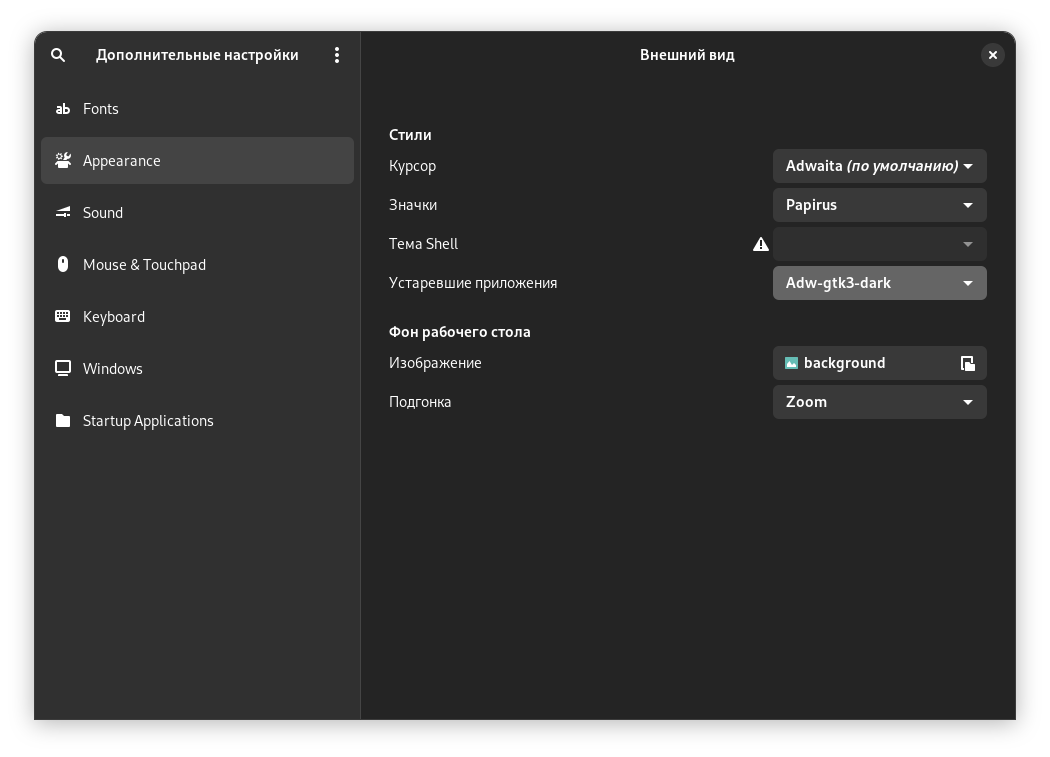 Дополнительные настройки
Fonts
Appearance
Sound
Mouse & Touchpad
Keyboard
Windows
Startup Applications
Внешний вид
Стили
Курсор Adwaita (по умолчанию)
Значки Papirus
Тема Shell
Устаревшие приложения Adw-gtk3-dark
Фон рабочего стола
Изображение background
Подгонка Zoom